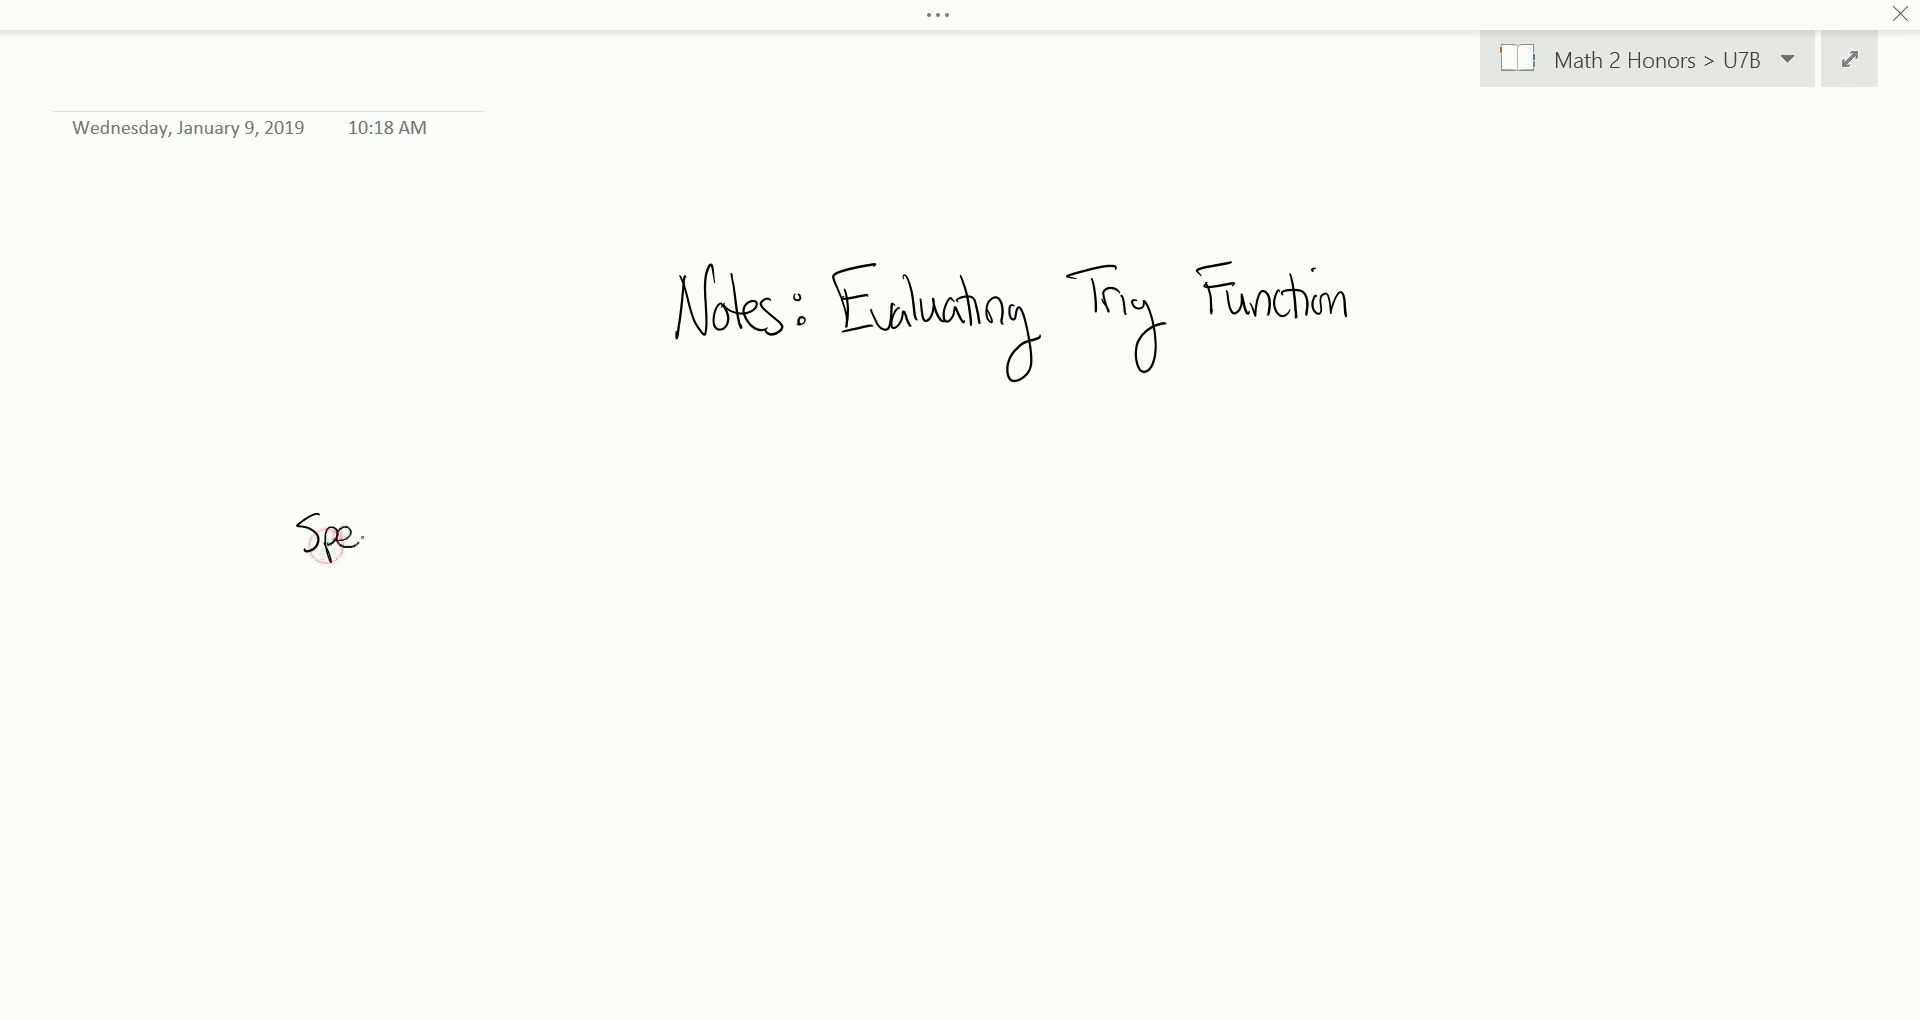 Math 2 Honors > U7B
Wednesday, January 9, 2019 10:18 AM
Notes: Evaluating Trig Function
Spe